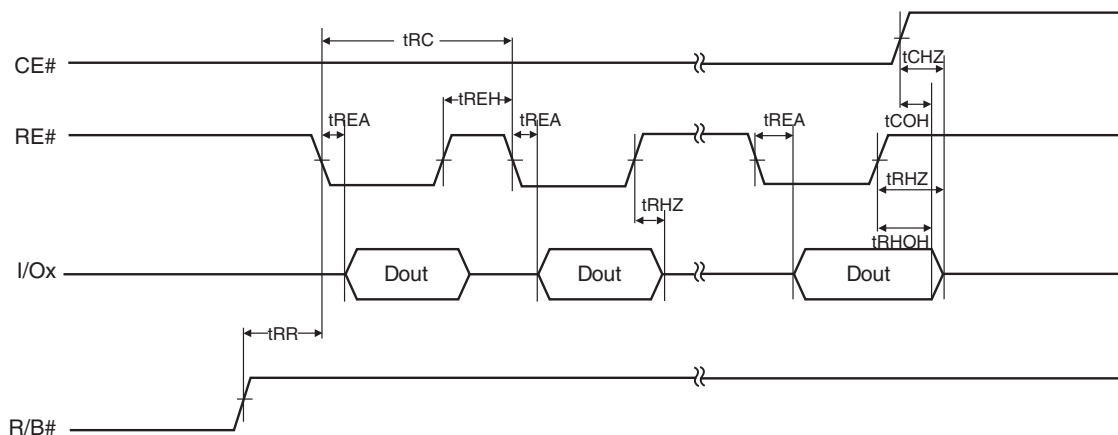 tRC
tCHZ
CE#
tREH
tREA
tREA
tREA
tCOH
RE#
tRHZ
tRHZ
tRHOH
I/Ox
Dout
Dout
Dout
tRR
R/B#